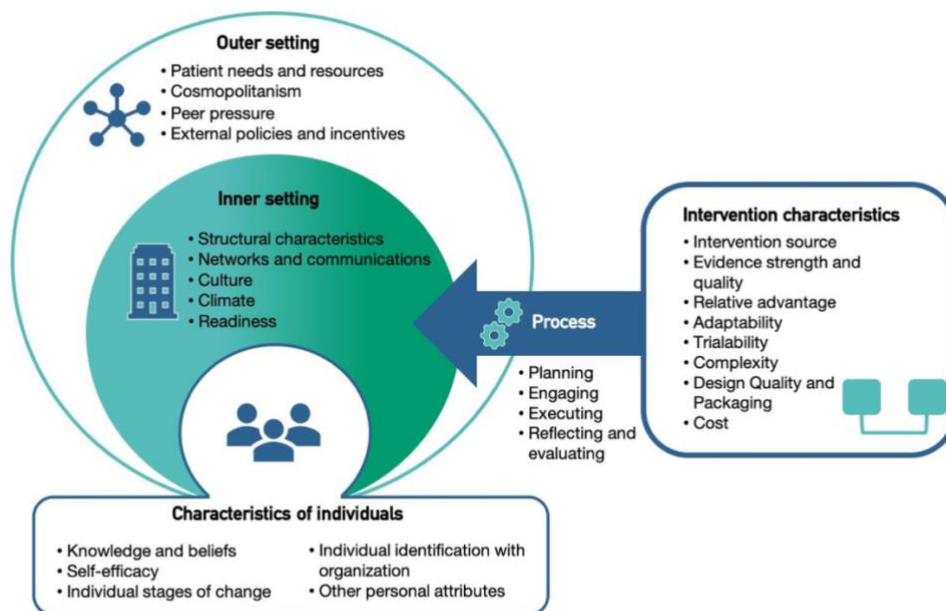 Outer setting
• Patient needs and resources
• Cosmopolitanism
• Peer pressure
• External policies and incentives
Inner setting
• Structural characteristics
• Networks and communications
• Culture
• Climate
• Readiness
Process
• Planning
• Engaging
• Executing
• Reflecting and
evaluating
Intervention characteristics
• Intervention source
• Evidence strength and
quality
• Relative advantage
• Adaptability
• Trialability
• Complexity
• Design Quality and
Packaging
• Cost
Characteristics of individuals
• Knowledge and beliefs
• Self-efficacy
• Individual stages of change
• Individual identification with
organization
• Other personal attributes